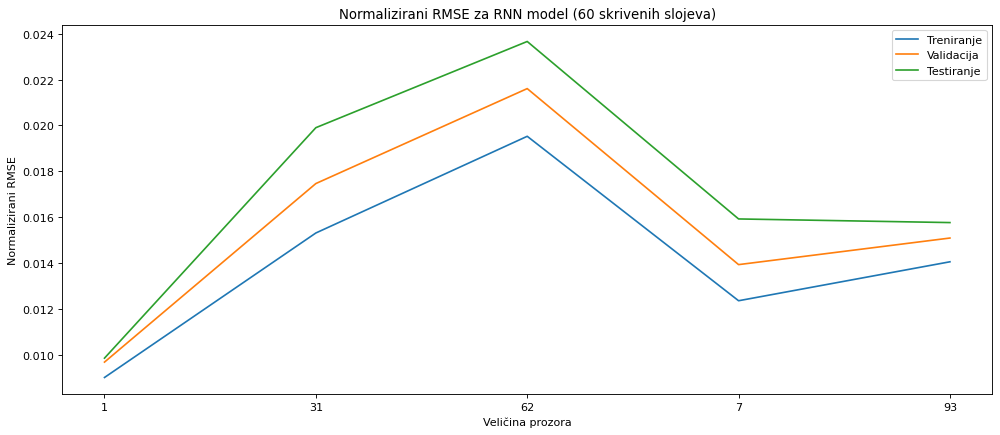 Normalizirani RMSE za RNN model (60 skrivenih slojeva)
0.024
0.022
0.020
0.018
0.016
0.014
0.012
0.010
Normalizirani RMSE
Treniranje
Validacija
Testiranje
1 31 62 7 93
Veličina prozora